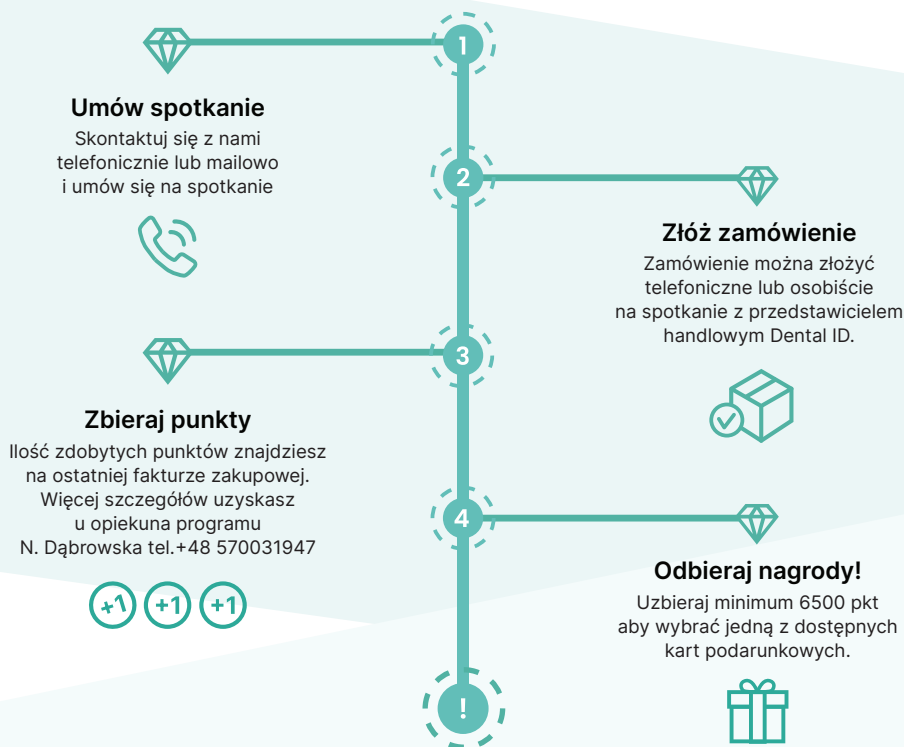 1
Umów spotkanie
Skontaktuj się z nami
telefonicznie lub mailowo
i umów się na spotkanie
2
Złóż zamówienie
Zamówienie można złożyć
telefoniczne lub osobiście
na spotkanie z przedstawicielem
handlowym Dental ID.
3
Zbieraj punkty
Ilość zdobytych punktów znajdziesz
na ostatniej fakturze zakupowej.
Więcej szczegółów uzyskasz
u opiekuna programu
N. Dąbrowska tel.+48 570031947
+1 +1 +1
4
Odbieraj nagrody!
Uzbieraj minimum 6500 pkt
aby wybrać jedną z dostępnych
kart podarunkowych.
!